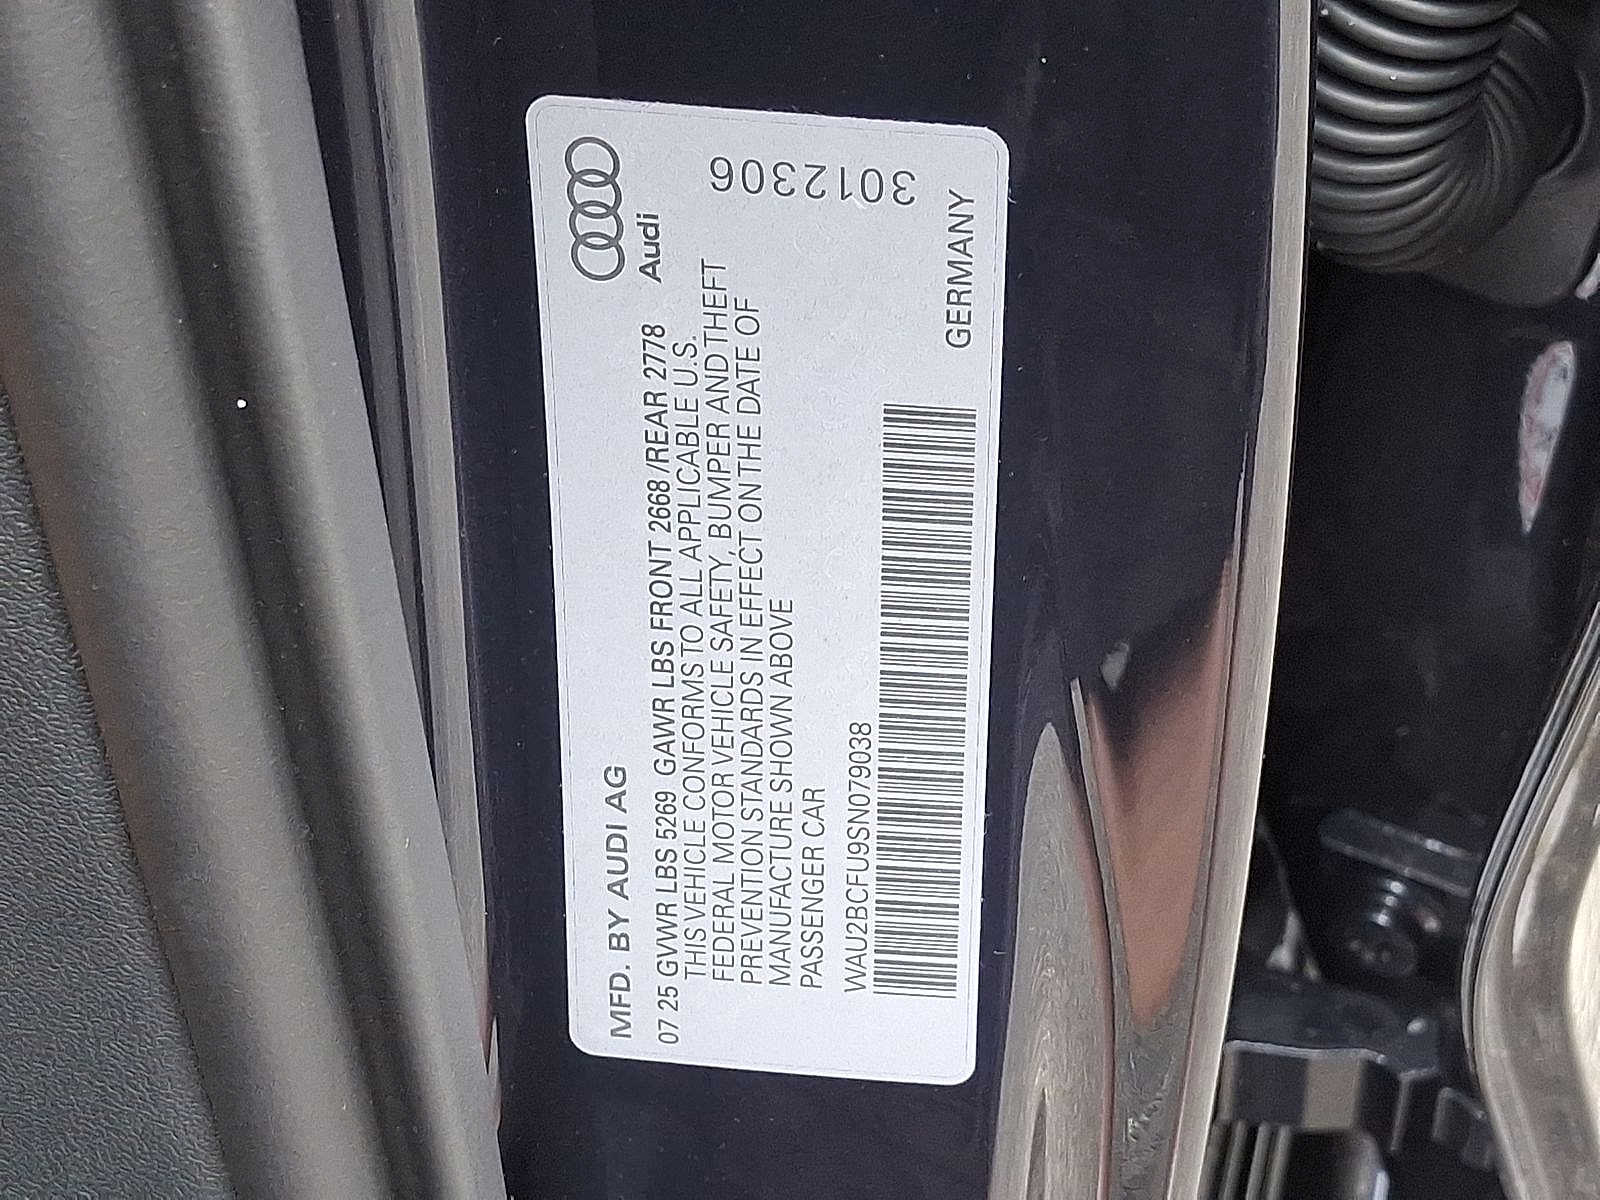 MFD. BY AUDI AG
Audi
07 25 GVWR LBS 5269 GAWR LBS FRONT 2668 /REAR 2778
THIS VEHICLE CONFORMS TO ALL APPLICABLE U.S.
FEDERAL MOTOR VEHICLE SAFETY, BUMPER AND THEFT
PREVENTION STANDARDS IN EFFECT ON THE DATE OF
MANUFACTURE SHOWN ABOVE
PASSENGER CAR
3012306
WAU2BCFU9SN079038
GERMANY